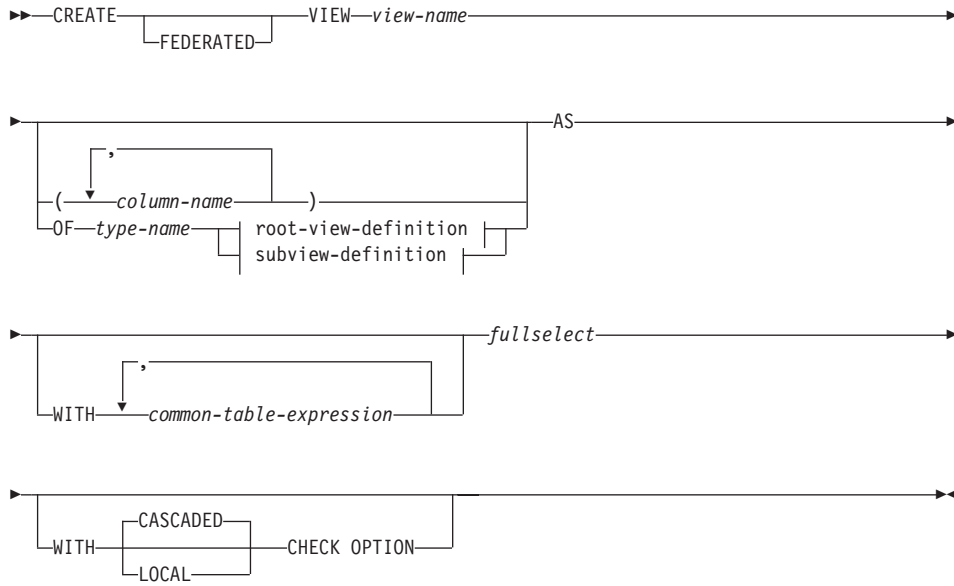 CREATE VIEW view-name
FEDERATED
AS
,
( column-name )
OF type-name root-view-definition
subview-definition
fullselect
,
WITH common-table-expression
CASCADED
WITH CHECK OPTION
LOCAL